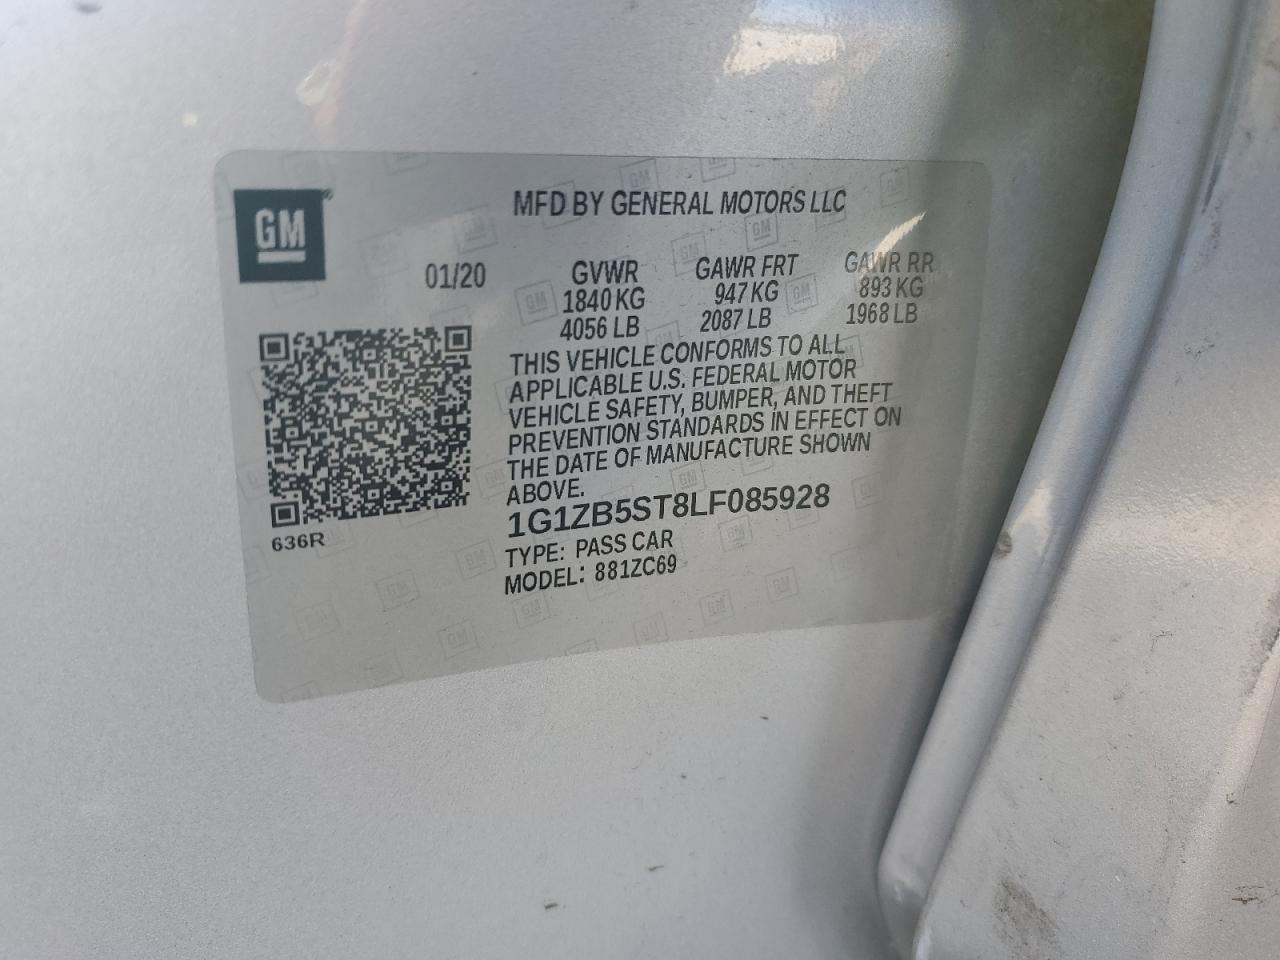 GM
MFD BY GENERAL MOTORS LLC
01/20
GVWR GAWR FRT GAWR RR
1840 KG 947 KG 893 KG
4056 LB 2087 LB 1968 LB
THIS VEHICLE CONFORMS TO ALL
APPLICABLE U.S. FEDERAL MOTOR
VEHICLE SAFETY, BUMPER, AND THEFT
PREVENTION STANDARDS IN EFFECT ON
THE DATE OF MANUFACTURE SHOWN
ABOVE.
1G1ZB5ST8LF085928
636R
TYPE: PASS CAR
MODEL: 881ZC69